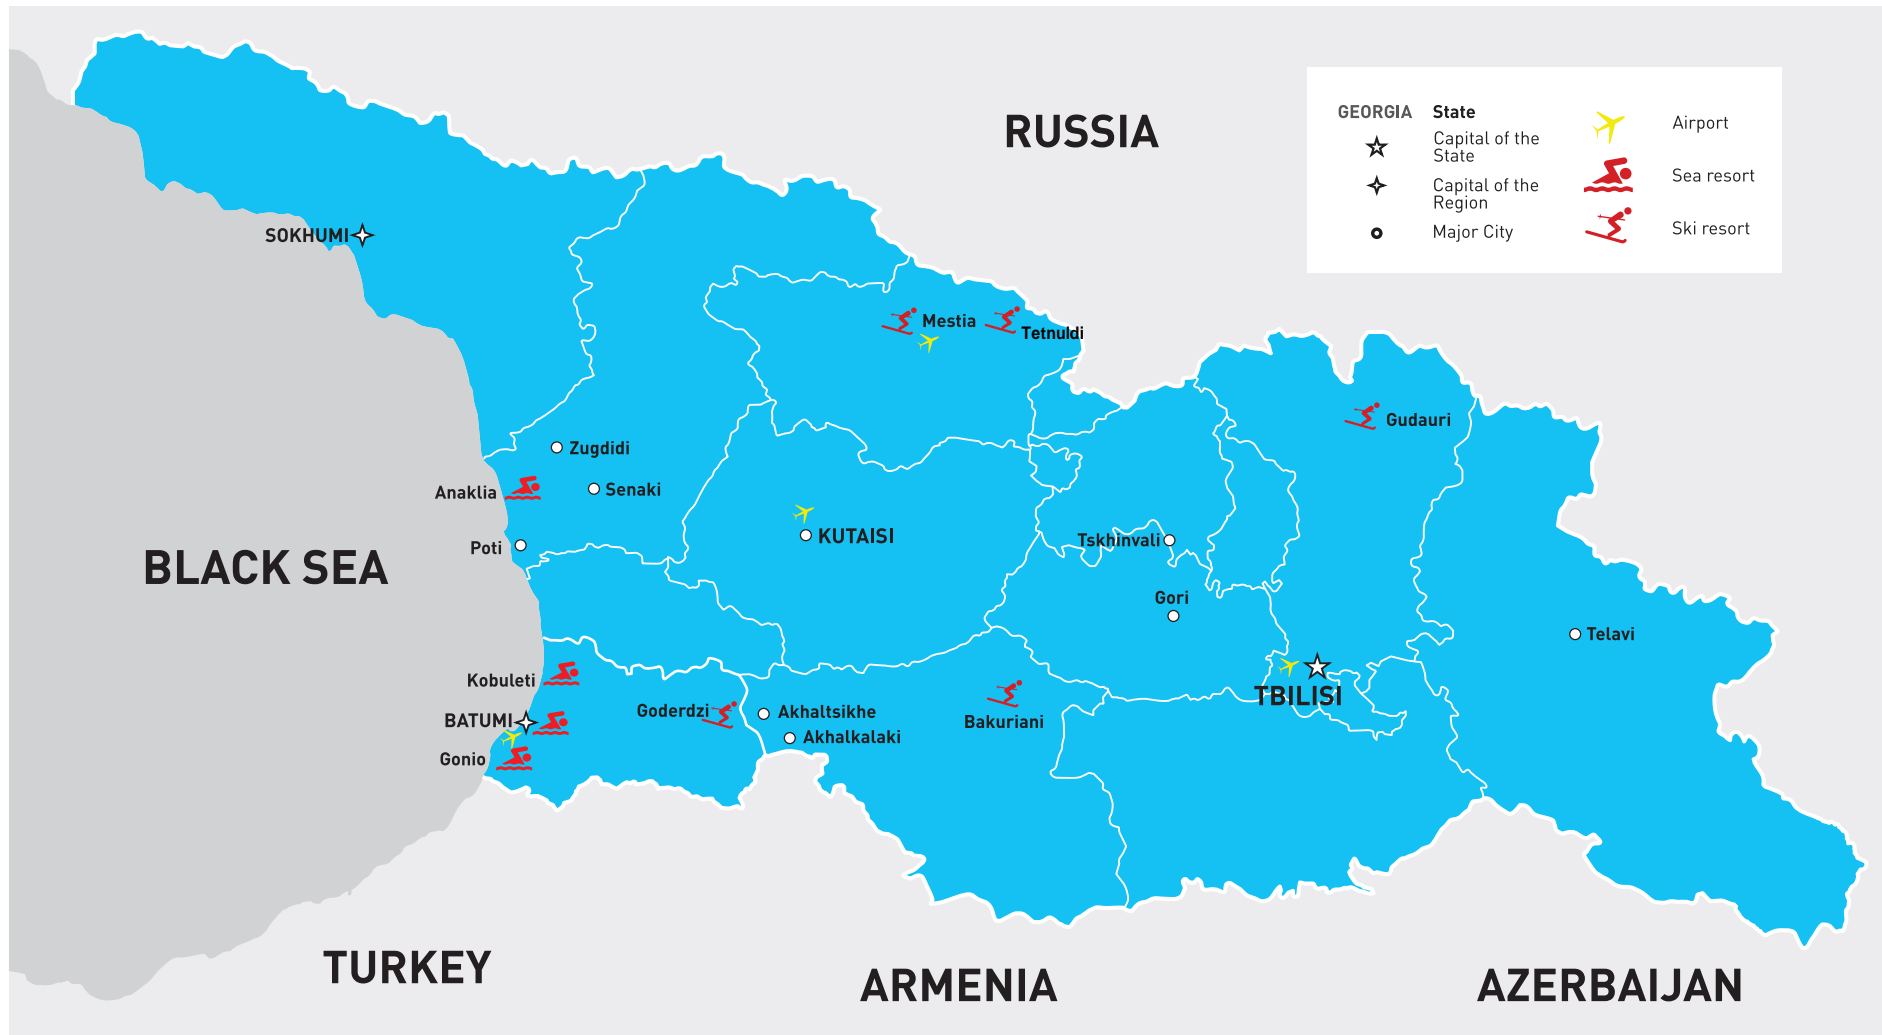 RUSSIA
GEORGIA State
Capital of the
State
Capital of the
Region
Major City
Airport
Sea resort
Ski resort
SOKHUMI
Mestia
Tetnuldi
Gudauri
Zugdidi
Anaklia
Senaki
Poti
KUTAISI
Tskhinvali
BLACK SEA
Gori
Telavi
Kobuleti
TBILISI
BATUMI
Goderdzi
Akhaltsikhe
Bakuriani
Akhalkalaki
Gonio
TURKEY
ARMENIA
AZERBAIJAN